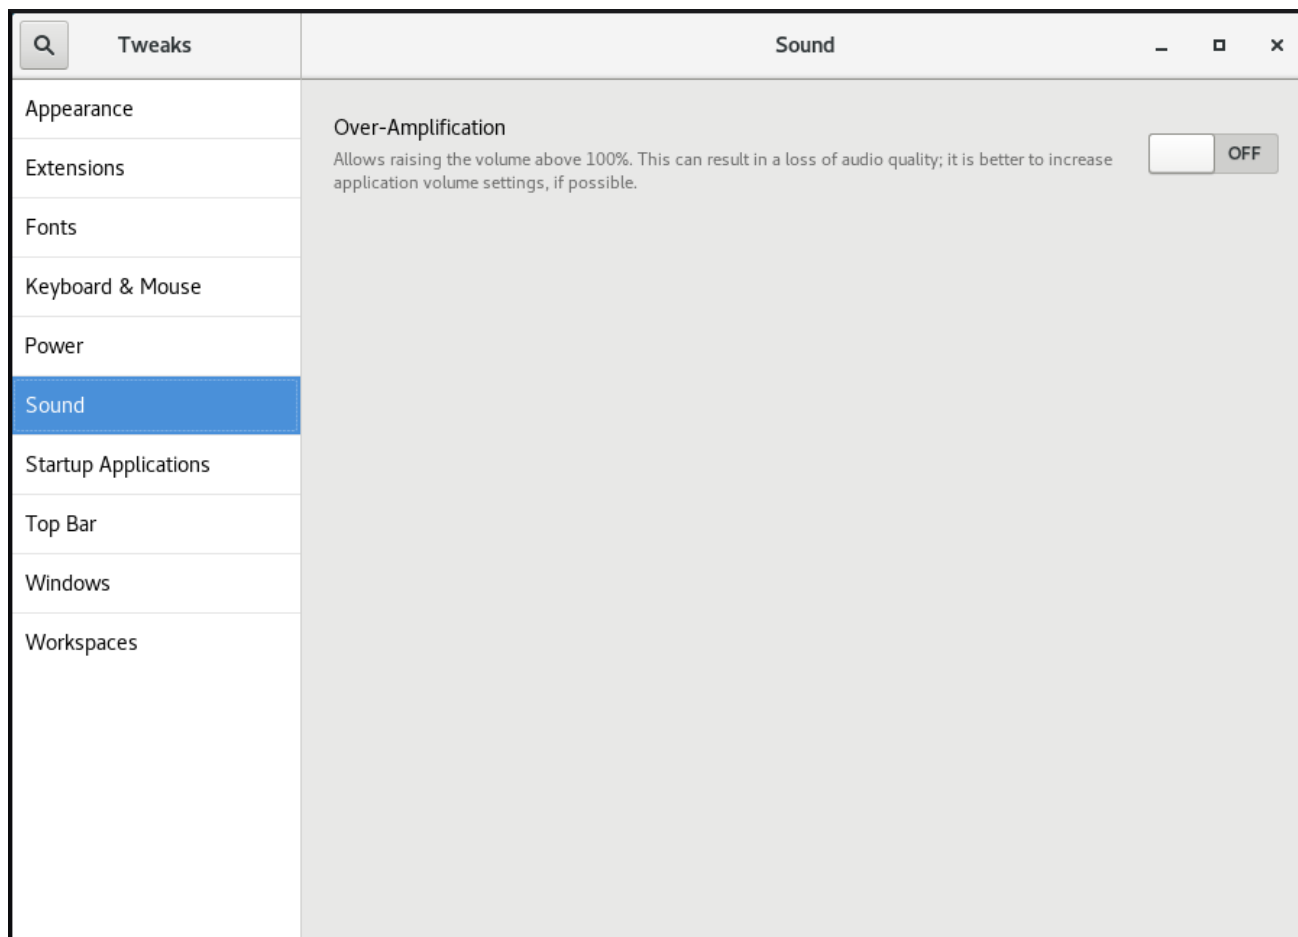 Tweaks
Sound
Appearance
Extensions
Fonts
Keyboard & Mouse
Power
Sound
Startup Applications
Top Bar
Windows
Workspaces
Over-Amplification
Allows raising the volume above 100%. This can result in a loss of audio quality; it is better to increase
application volume settings, if possible.
OFF